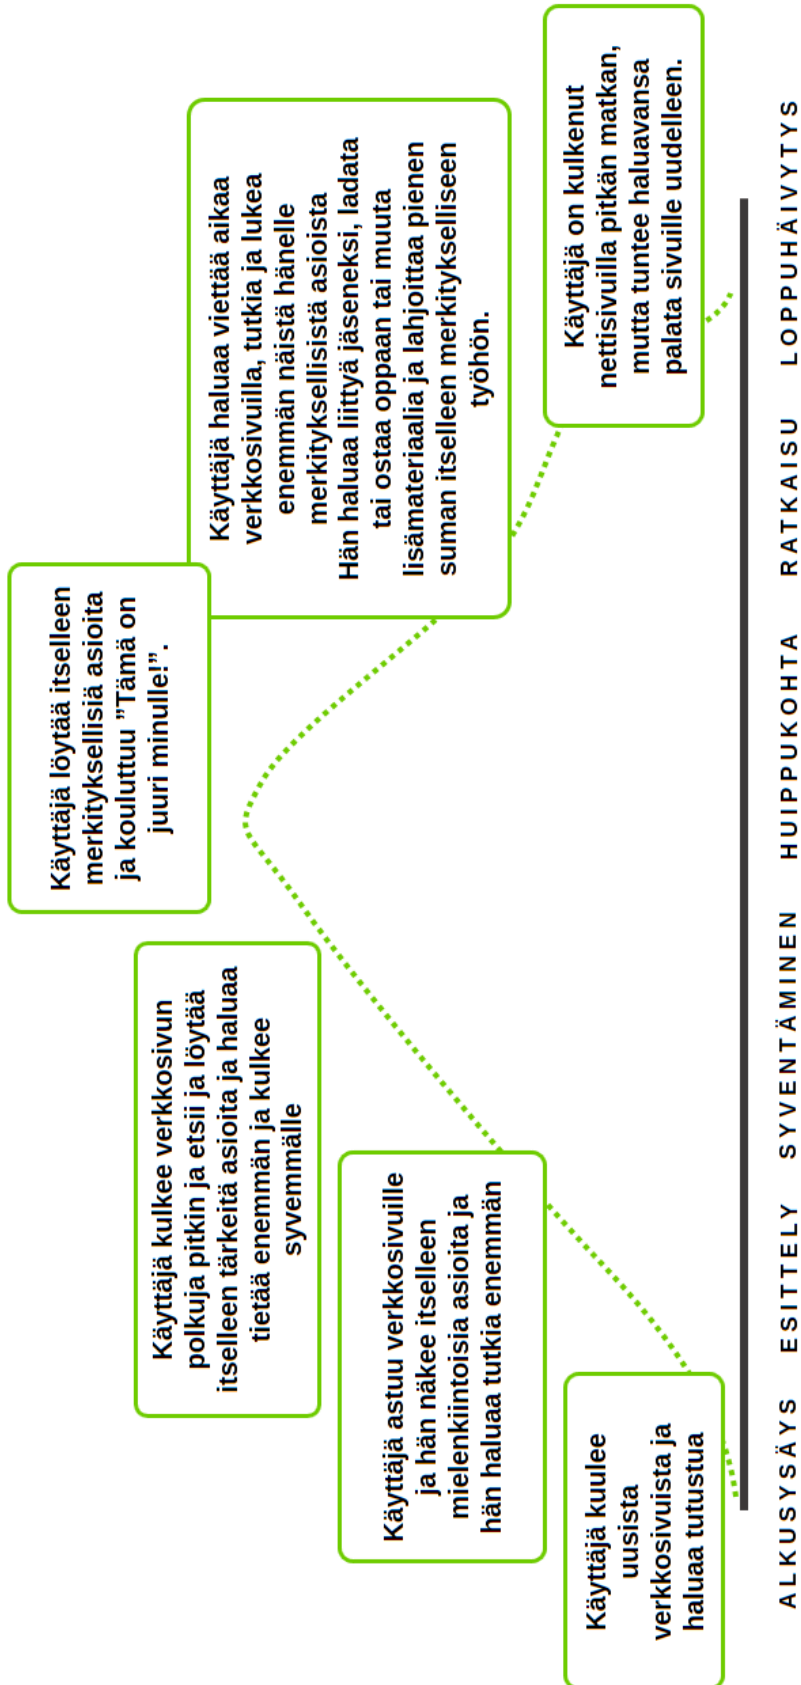 Käyttäjä kuulee
uusista
verkkosivuista ja
haluaa tutustua
Käyttäjä astuu verkkosivuille
ja hän näkee itselleen
mielenkiintoisia asioita ja
hän haluaa tutkia enemmän
Käyttäjä kulkee verkkosivun
polkuja pitkin ja etsii ja löytää
itselleen tärkeitä asioita ja haluaa
tietää enemmän ja kulkee
syvemmälle
Käyttäjä löytää itselleen
merkityksellisiä asioita
ja kouluttuu ”Tämä on
juuri minulle!”.
Käyttäjä haluaa viettää aikaa
verkkosivuilla, tutkia ja lukea
enemmän näistä hänelle
merkityksellisistä asioista
Hän haluaa liittyä jäseneksi, ladata
tai ostaa oppaan tai muuta
lisämateriaalia ja lahjoittaa pienen
suman itselleen merkitykselliseen
työhön.
Käyttäjä on kulkenut
nettisivuilla pitkän matkan,
mutta tuntee haluavansa
palata sivuille uudelleen.
ALKUSYSÄYS ESITTELY SYVENTÄMINEN HUIPPUKOHTA RATKAISU LOPPUHÄIVYTYS